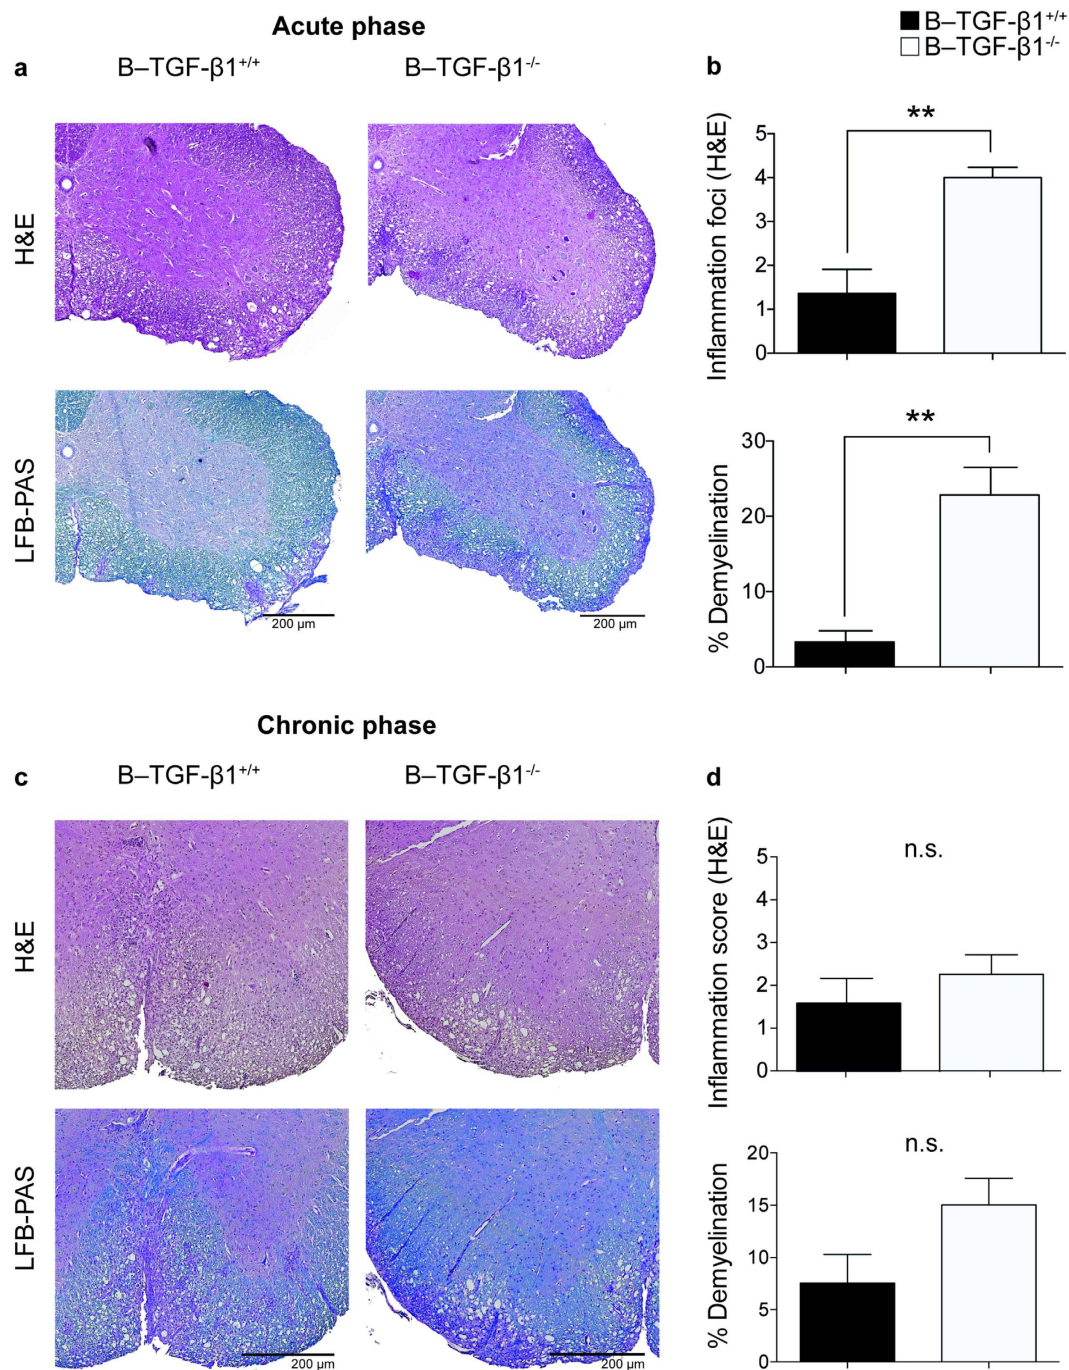 Acute phase
B–TGF-β1+/+
B–TGF-β1-/-
a
B–TGF-β1+/+
B–TGF-β1-/-
b
H&E
LFB-PAS
200 µm
200 µm
Inflammation foci (H&E)
**
5
4
3
2
1
0
% Demyelination
**
30
20
10
0
Chronic phase
c
B–TGF-β1+/+
B–TGF-β1-/-
d
H&E
LFB-PAS
200 µm
200 µm
Inflammation score (H&E)
n.s.
5
4
3
2
1
0
% Demyelination
n.s.
20
15
10
5
0